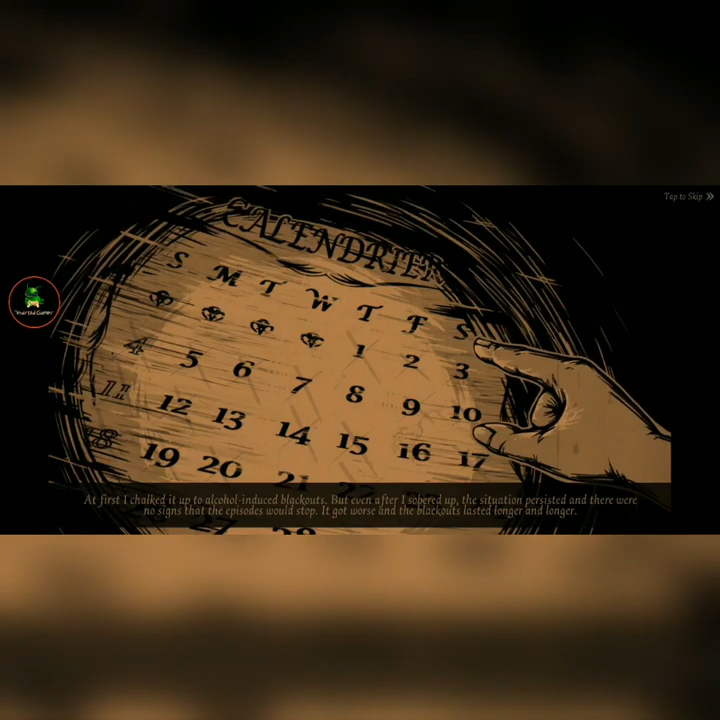 Tap to Skip »
CALENDRIER
S M T W T F S
1 2 3
4 5 6 7 8 9 10
11 12 13 14 15 16 17
18 19 20 21
27
At first I chalked it up to alcohol-induced blackouts. But even after I sobered up, the situation persisted and there were
no signs that the episodes would stop. It got worse and the blackouts lasted longer and longer.